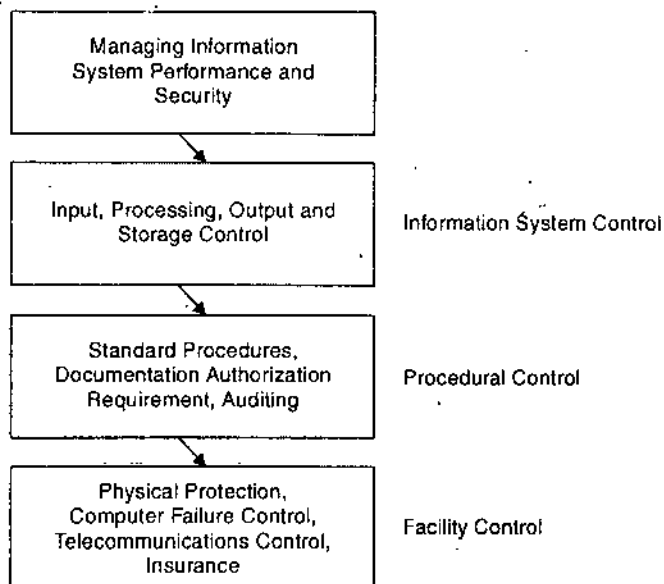 Managing Information
System Performance and
Security
Input, Processing, Output and
Storage Control
Information System Control
Standard Procedures,
Documentation Authorization
Requirement, Auditing
Procedural Control
Physical Protection,
Computer Failure Control,
Telecommunications Control,
Insurance
Facility Control